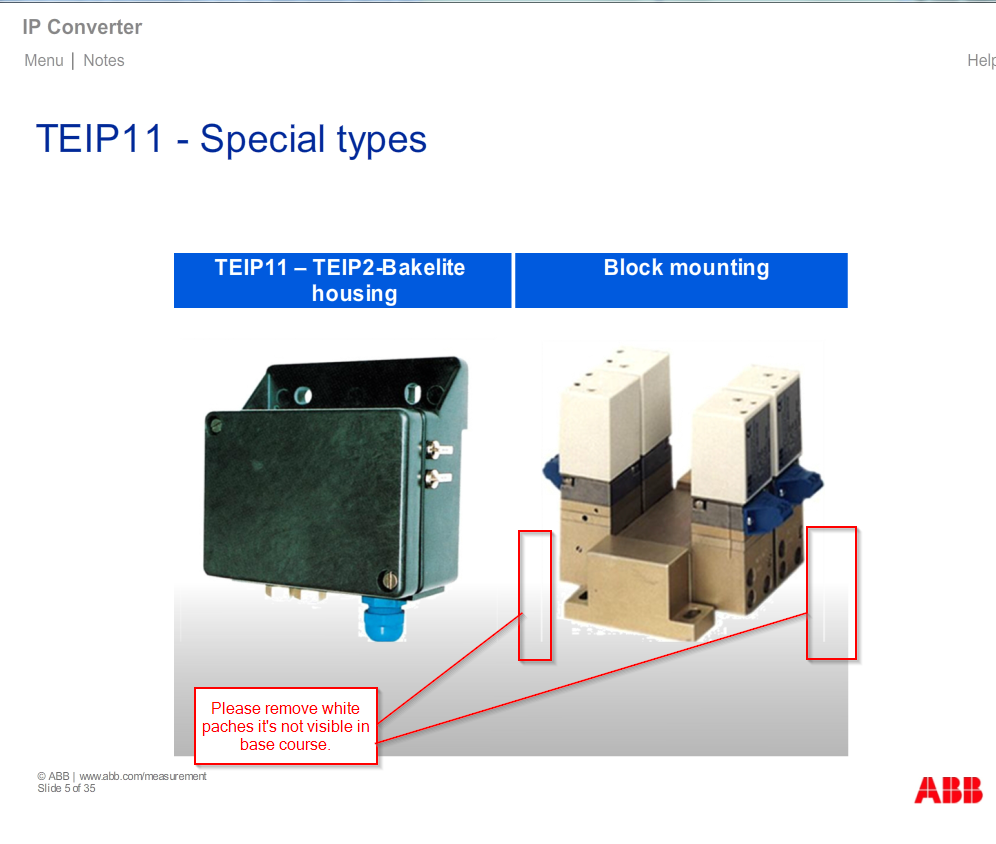 IP Converter
Menu | Notes
TEIP11 - Special types
TEIP11 – TEIP2-Bakelite
housing
Block mounting
Please remove white
paches it's not visible in
base course.
© ABB | www.abb.com/measurement
Slide 5 of 35
ABB